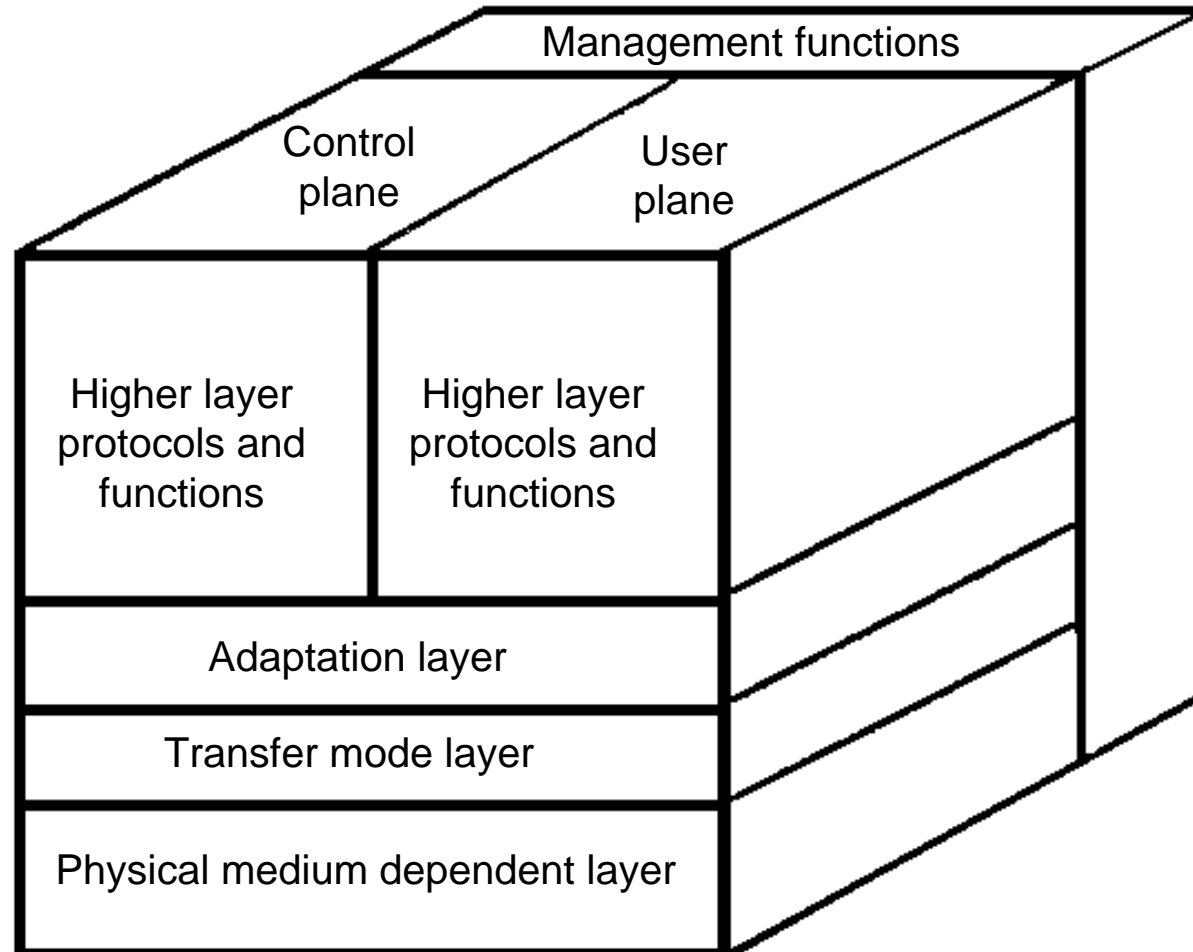 Management functions
Control
plane
User
plane
Higher layer
protocols and
functions
Higher layer
protocols and
functions
Adaptation layer
Transfer mode layer
Physical medium dependent layer